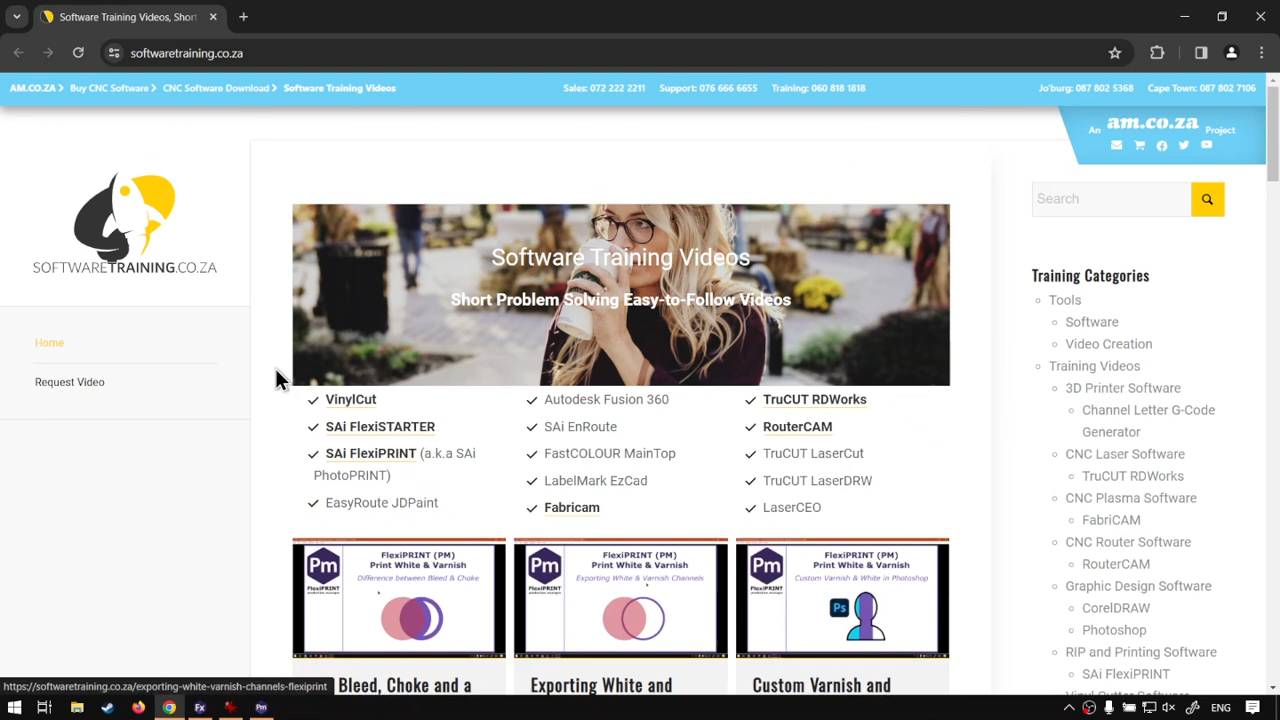 Software Training Videos, Short
softwaretraining.co.za
AM.CO.ZA
Buy CNC Software
CNC Software Download
Software Training Videos
Sales: 072 222 2211
Support: 076 666 6655
Training: 060 818 1818
Jo'burg: 087 802 5368
Cape Town: 087 802 7106
An am.co.za Project
SOFTWARETRAINING.CO.ZA
Home
Request Video
Software Training Videos
Short Problem Solving Easy-to-Follow Videos
VinylCut
SAi FlexiSTARTER
SAi FlexiPRINT (a.k.a SAi
PhotoPRINT)
EasyRoute JDPaint
Autodesk Fusion 360
SAi EnRoute
FastCOLOUR MainTop
LabelMark EzCad
Fabricam
TruCUT RDWorks
RouterCAM
TruCUT LaserCut
TruCUT LaserDRW
LaserCEO
Pm
FlexiPRINT
FlexiPRINT (PM)
Print White & Varnish
Difference between Bleed & Choke
Pm
FlexiPRINT
FlexiPRINT (PM)
Print White & Varnish
Exporting White & Varnish Channels
Pm
FlexiPRINT
FlexiPRINT (PM)
Print White & Varnish
Custom Varnish & White in Photoshop
Ps
Bleed, Choke and a
Exporting White and
Custom Varnish and
Search
Training Categories
Tools
Software
Video Creation
Training Videos
3D Printer Software
Channel Letter G-Code
Generator
CNC Laser Software
TruCUT RDWorks
CNC Plasma Software
FabriCAM
CNC Router Software
RouterCAM
Graphic Design Software
CorelDRAW
Photoshop
RIP and Printing Software
SAi FlexiPRINT
https://softwaretraining.co.za/exporting-white-varnish-channels-flexiprint
Fx
Pm
ENG